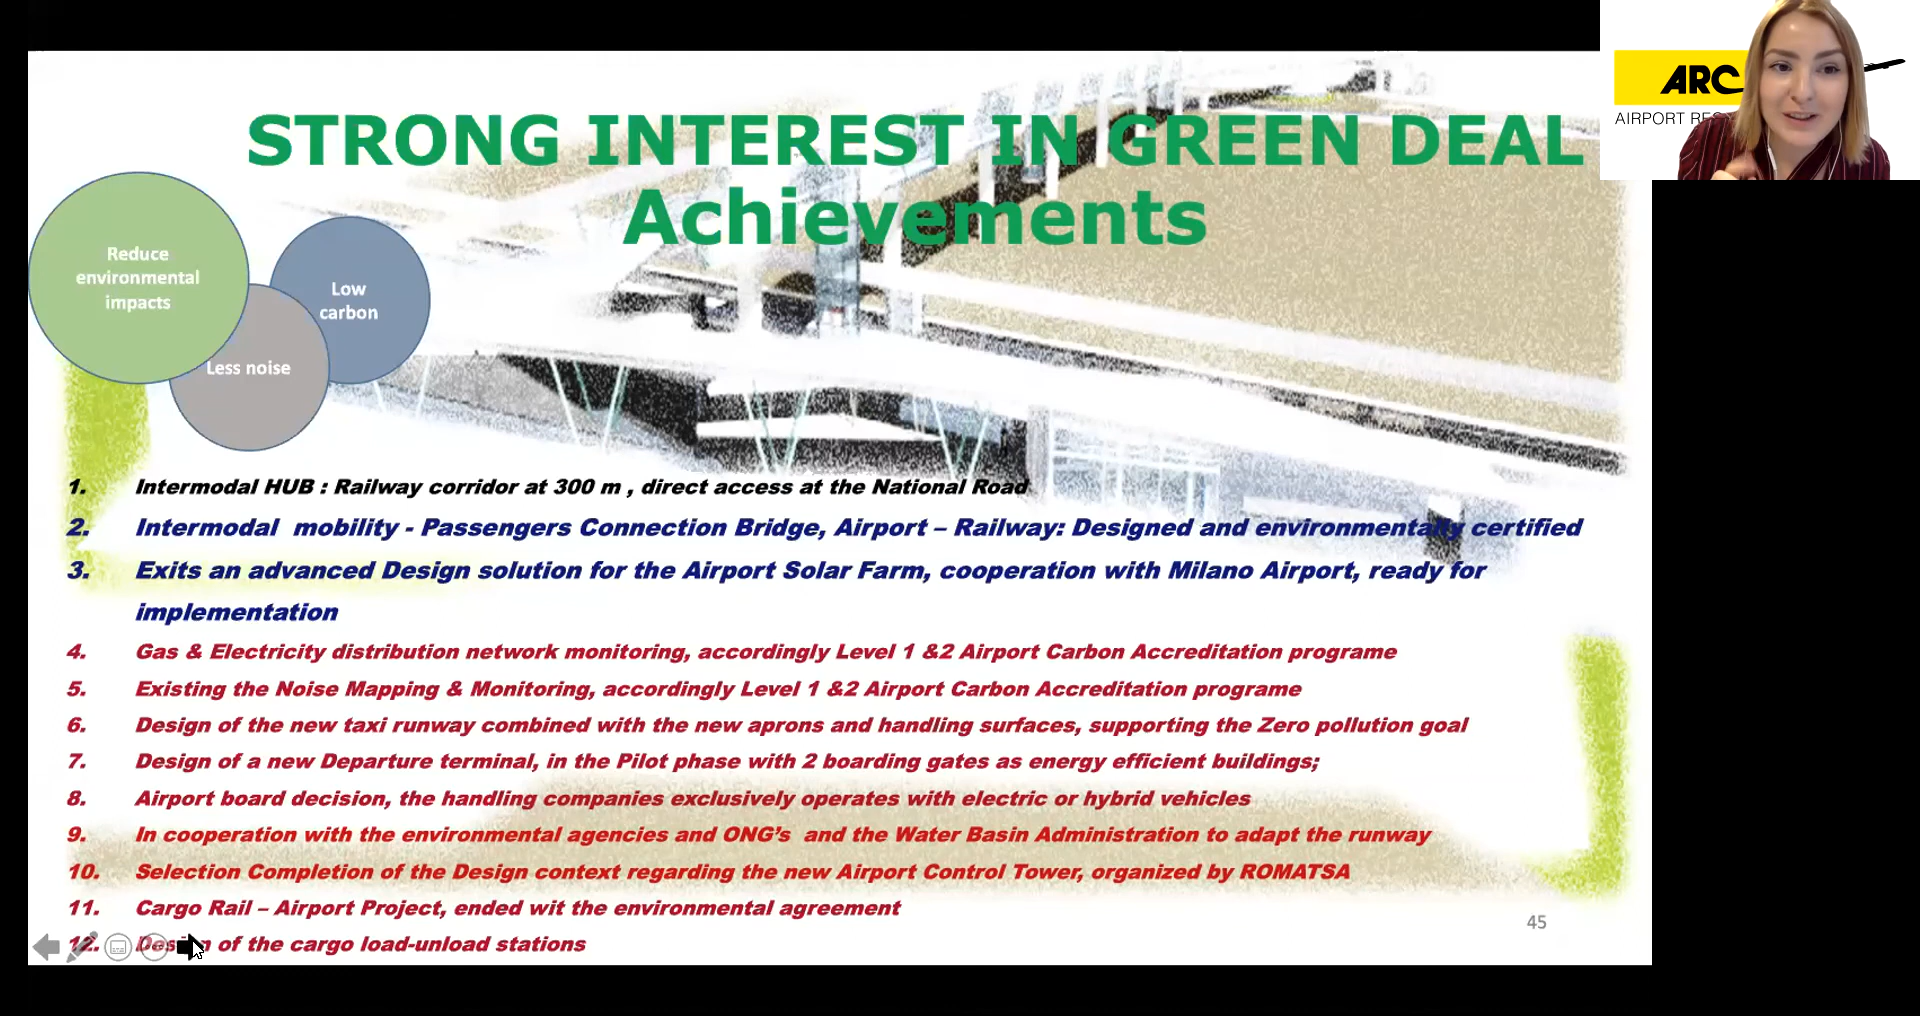 ARC
AIRPORT
STRONG INTEREST IN GREEN DEAL
Achievements
Reduce
environmental
impacts
Low
carbon
Less noise
1. Intermodal HUB : Railway corridor at 300 m , direct access at the National Road
2. Intermodal mobility - Passengers Connection Bridge, Airport – Railway: Designed and environmentally certified
3. Exits an advanced Design solution for the Airport Solar Farm, cooperation with Milano Airport, ready for
implementation
4. Gas & Electricity distribution network monitoring, accordingly Level 1 &2 Airport Carbon Accreditation programe
5. Existing the Noise Mapping & Monitoring, accordingly Level 1 &2 Airport Carbon Accreditation programe
6. Design of the new taxi runway combined with the new aprons and handling surfaces, supporting the Zero pollution goal
7. Design of a new Departure terminal, in the Pilot phase with 2 boarding gates as energy efficient buildings;
8. Airport board decision, the handling companies exclusively operates with electric or hybrid vehicles
9. In cooperation with the environmental agencies and ONG's and the Water Basin Administration to adapt the runway
10. Selection Completion of the Design context regarding the new Airport Control Tower, organized by ROMATSA
11. Cargo Rail – Airport Project, ended wit the environmental agreement
12. Design of the cargo load-unload stations
45